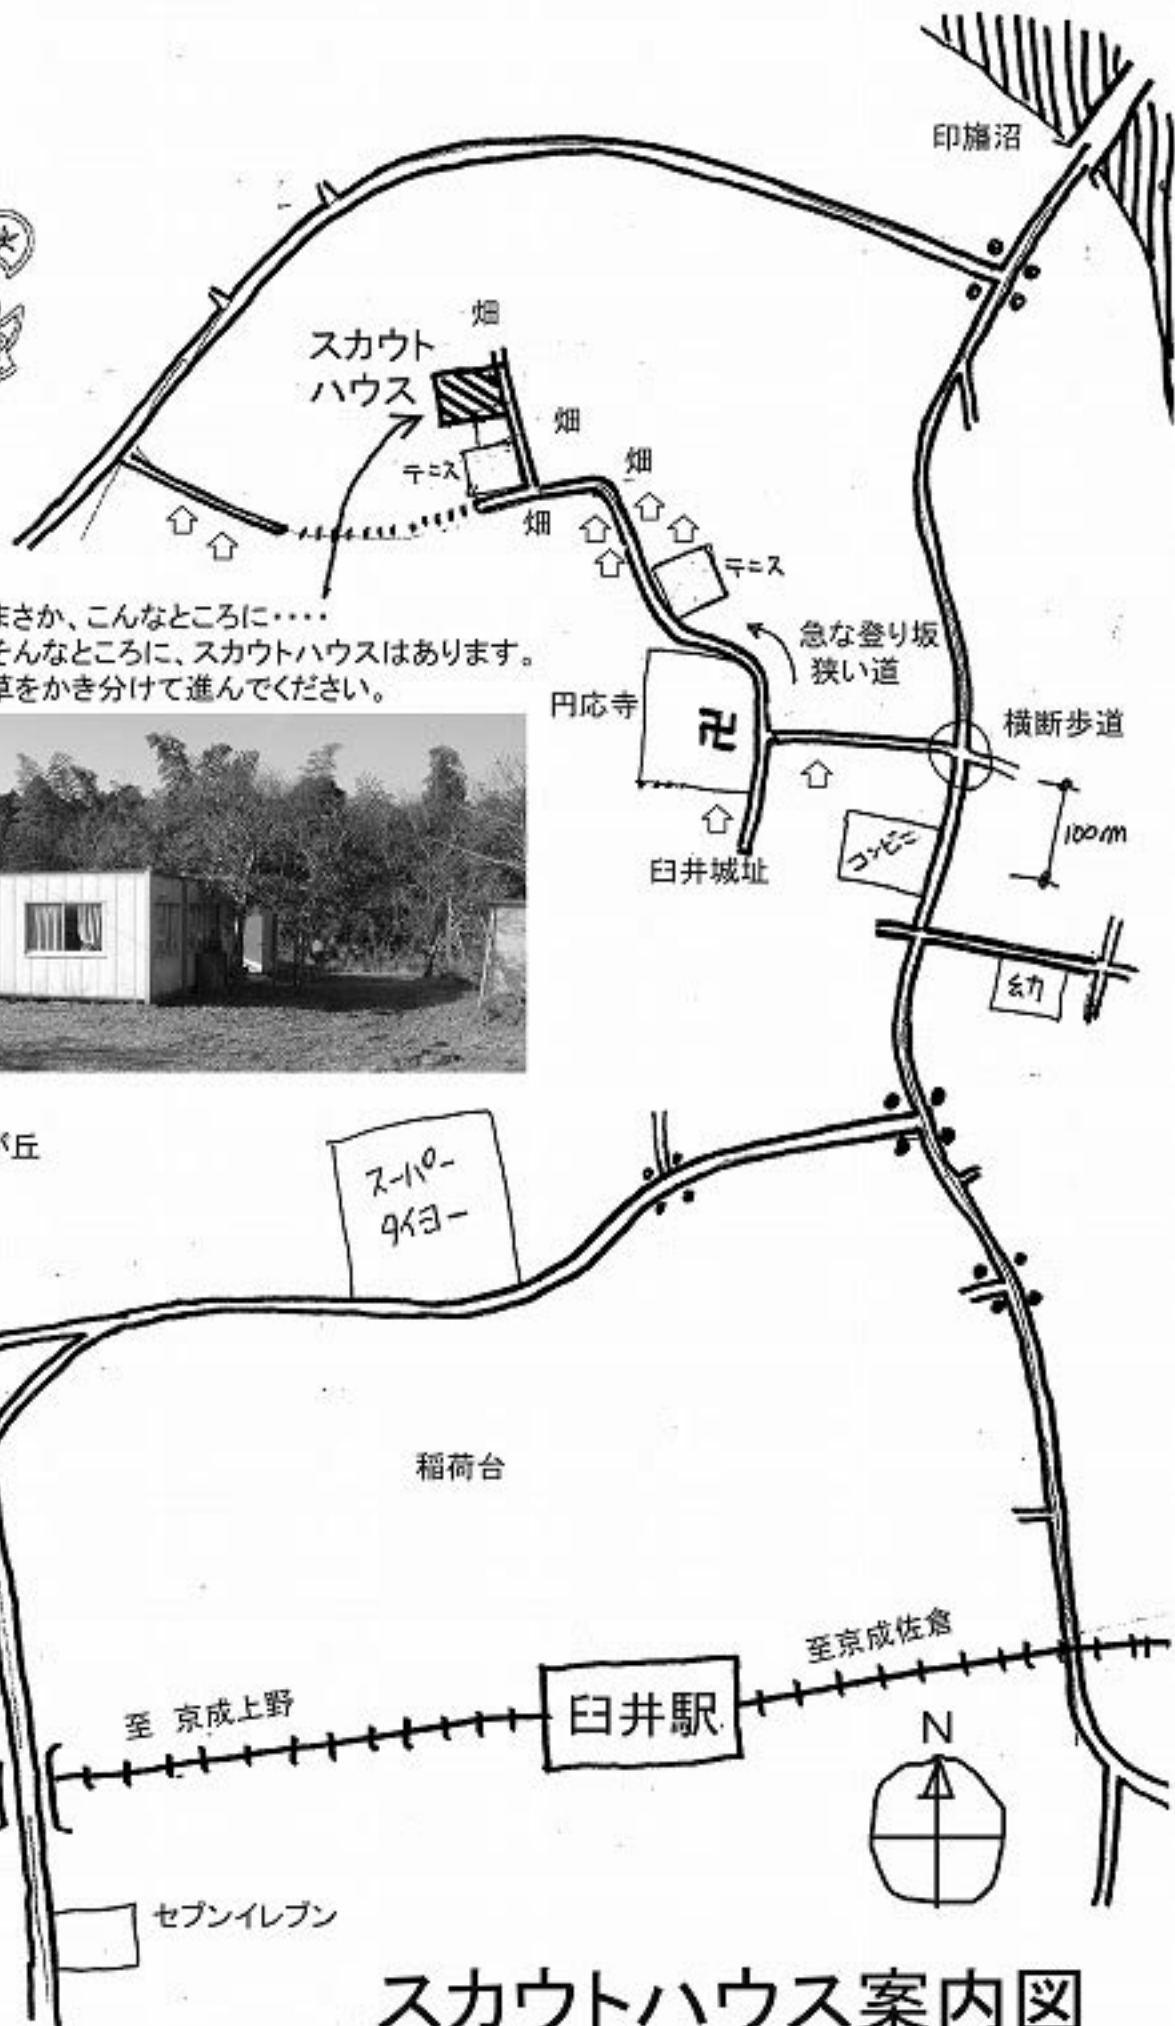 印旛沼
畑
スカウト
ハウス
畑
畑
テニス
畑
テニス
まさか、こんなところに････
そんなところに、スカウトハウスはあります。
草をかき分けて進んでください。
急な登り坂
狭い道
円応寺
卍
横断歩道
100m
コンビニ
臼井城址
幼
が丘
スーパー
タイヨー
稲荷台
至京成佐倉
臼井駅
至 京成上野
N
セブンイレブン
スカウトハウス案内図